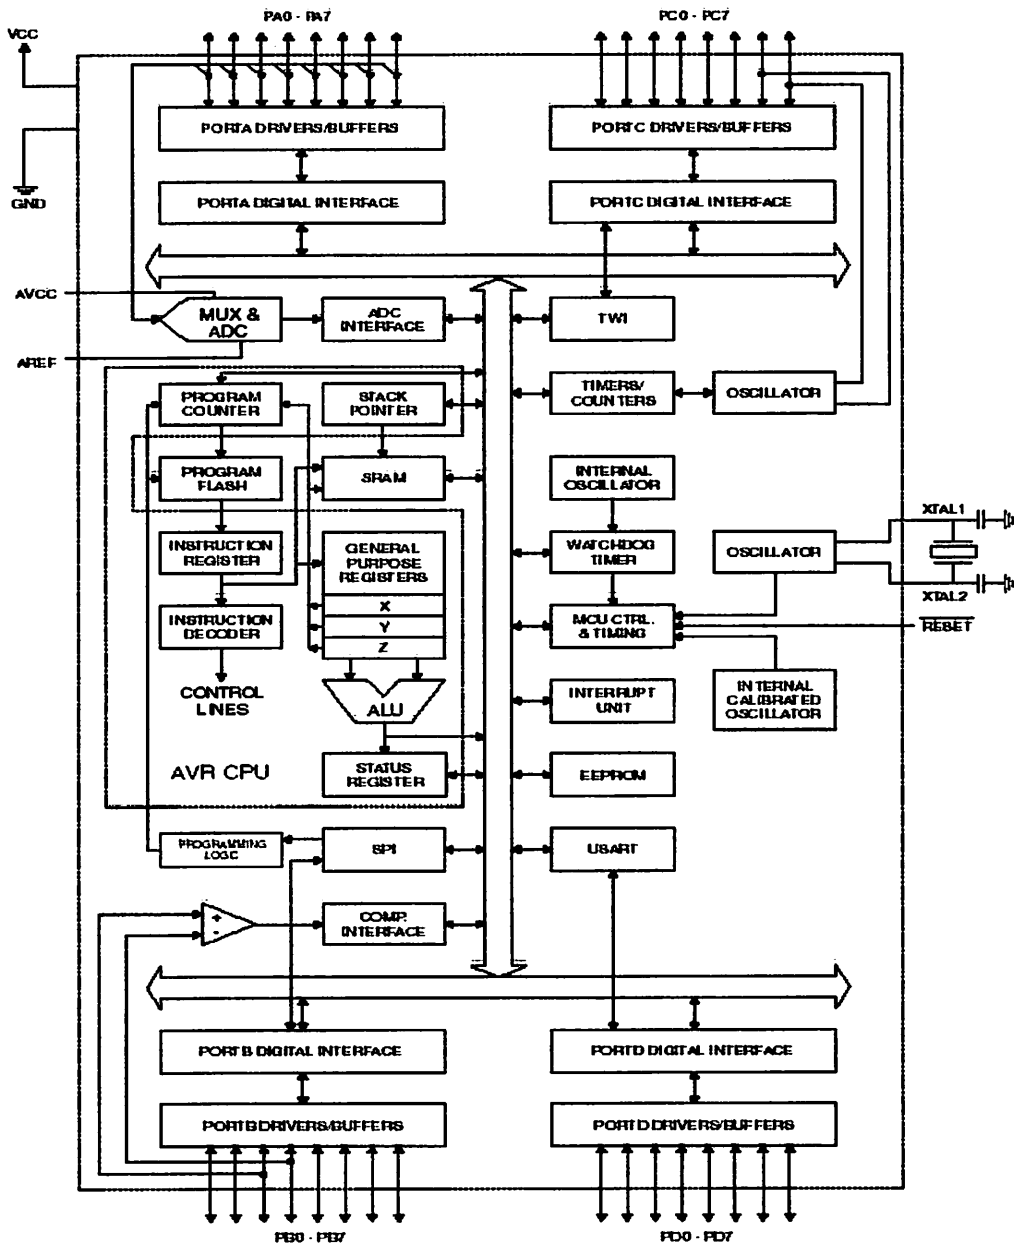 PA0 - PA7
PC0 - PC7
VCC
PORTA DRIVERS/BUFFERS
PORTC DRIVERS/BUFFERS
GND
PORTA DIGITAL INTERFACE
PORTC DIGITAL INTERFACE
AVCC
MUX &
ADC
ADC
INTERFACE
TWI
AREF
PROGRAM
COUNTER
STACK
POINTER
TIMERS/
COUNTERS
OSCILLATOR
PROGRAM
FLASH
SRAM
INTERNAL
OSCILLATOR
XTAL1
INSTRUCTION
REGISTER
GENERAL
PURPOSE
REGISTERS
WATCHDOG
TIMER
OSCILLATOR
XTAL2
X
INSTRUCTION
DECODER
Y
MCU CTRL.
& TIMING
RESET
Z
CONTROL
LINES
ALU
INTERRUPT
UNIT
INTERNAL
CALIBRATED
OSCILLATOR
AVR CPU
STATUS
REGISTER
EEPROM
PROGRAMMING
LOGIC
SPI
USART
+
-
COMP.
INTERFACE
PORTB DIGITAL INTERFACE
PORTD DIGITAL INTERFACE
PORTB DRIVERS/BUFFERS
PORTD DRIVERS/BUFFERS
PB0 - PB7
PD0 - PD7